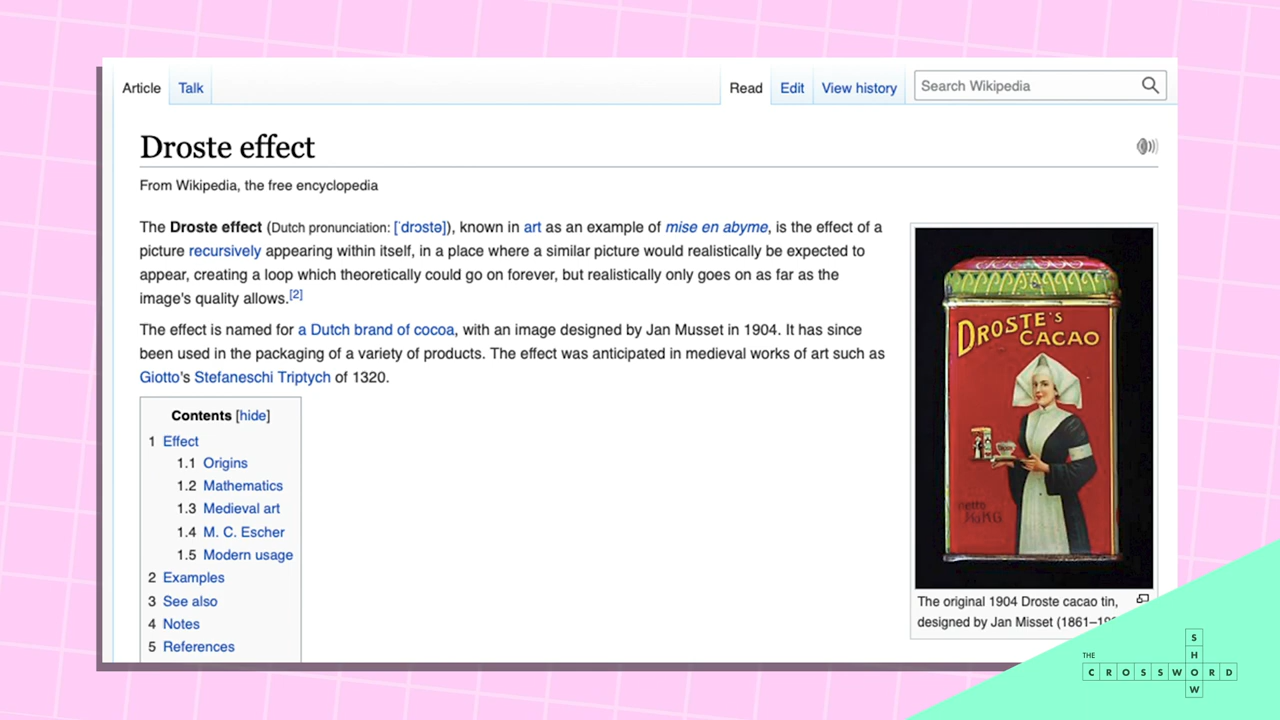 Article Talk Read Edit View history Search Wikipedia
Droste effect
From Wikipedia, the free encyclopedia
The Droste effect (Dutch pronunciation: [ˈdrɔstə]), known in art as an example of mise en abyme, is the effect of a
picture recursively appearing within itself, in a place where a similar picture would realistically be expected to
appear, creating a loop which theoretically could go on forever, but realistically only goes on as far as the
image's quality allows.[2]
The effect is named for a Dutch brand of cocoa, with an image designed by Jan Musset in 1904. It has since
been used in the packaging of a variety of products. The effect was anticipated in medieval works of art such as
Giotto's Stefaneschi Triptych of 1320.
Contents [hide]
1 Effect
1.1 Origins
1.2 Mathematics
1.3 Medieval art
1.4 M. C. Escher
1.5 Modern usage
2 Examples
3 See also
4 Notes
5 References
DROSTE'S
CACAO
netto
The original 1904 Droste cacao tin,
designed by Jan Misset (1861–19
THE
CROSSWORD
SHOW